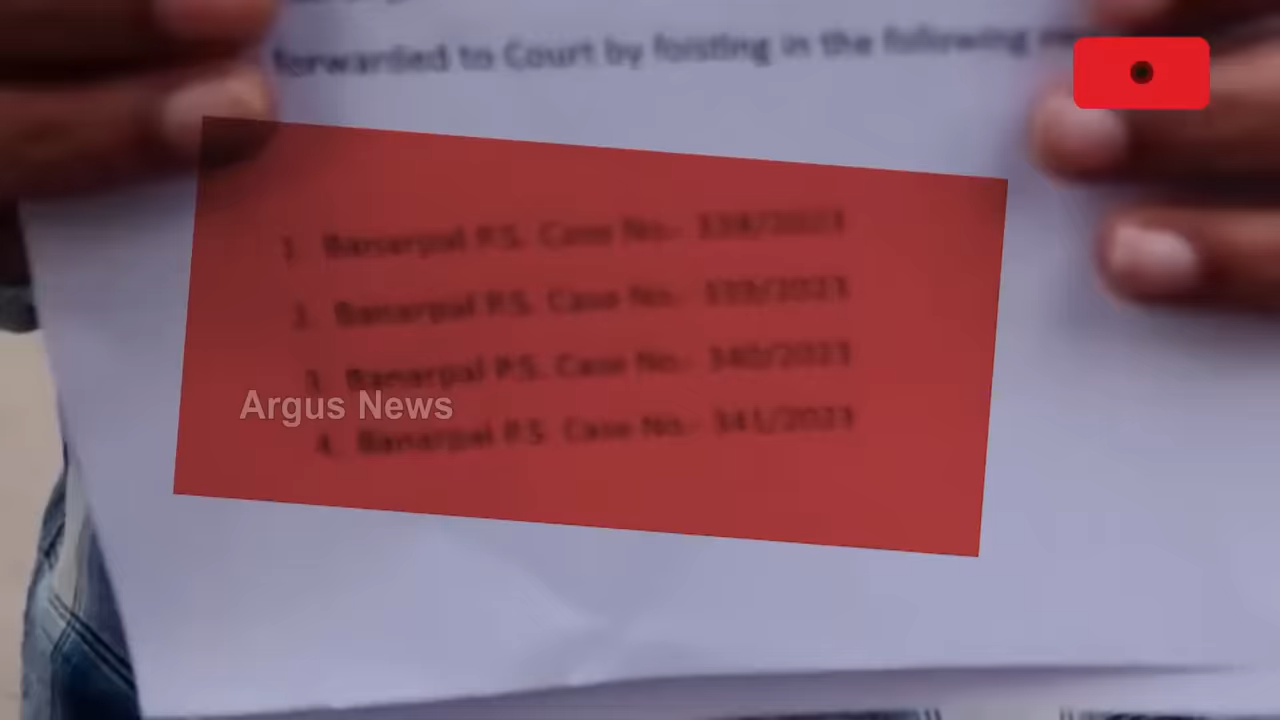 forwarded to Court by foisting in the following
1. Banarpal P.S. Case No.- 338/2023
2. Banarpal P.S. Case No.- 339/2023
3. Banarpal P.S. Case No.- 340/2023
Argus News
4. Banarpal P.S. Case No.- 341/2023